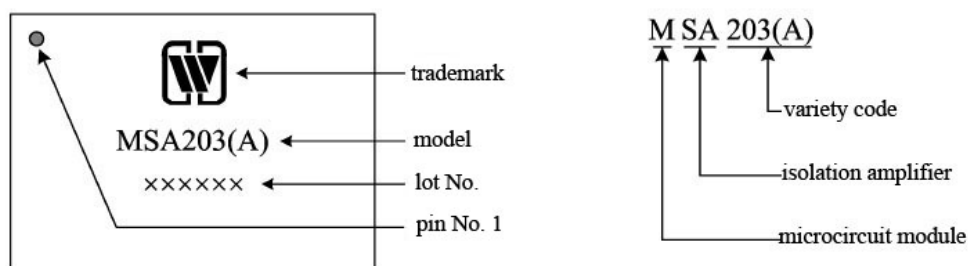 trademark
MSA203(A)
model
××××××
lot No.
pin No. 1
M SA 203(A)
variety code
isolation amplifier
microcircuit module